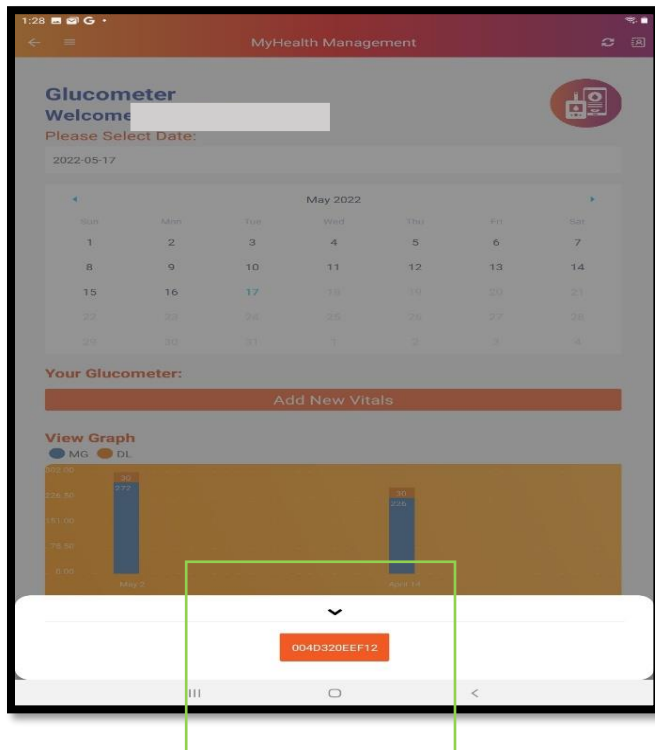 1:28 G
MyHealth Management
Glucometer
Welcome
Please Select Date:
2022-05-17
May 2022
Sun Mon Tue Wed Thu Fri Sat
1 2 3 4 5 6 7
8 9 10 11 12 13 14
15 16 17 18 19 20 21
22 23 24 25 26 27 28
29 30 31 1 2 3 4
Your Glucometer:
Add New Vitals
View Graph
MG DL
302.00
30 30
226.50 272 226
151.00
75.50
0.00
May 2 April 14
004D320EEF12